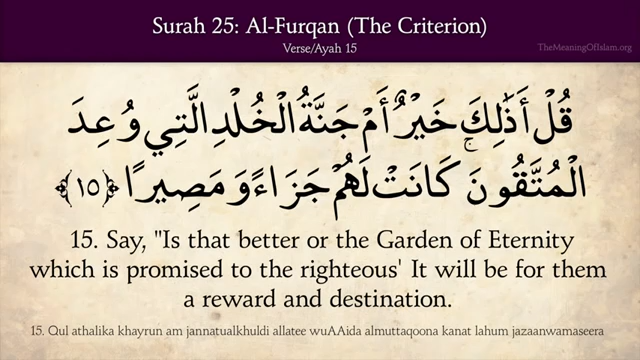 Surah 25: Al-Furqan (The Criterion)
Verse/Ayah 15
TheMeaningOfIslam.org
قُلْ أَذَٰلِكَ خَيْرٌ أَمْ جَنَّةُ الْخُلْدِ الَّتِي وُعِدَ
الْمُتَّقُونَ ۚ كَانَتْ لَهُمْ جَزَاءً وَمَصِيرًا ﴿١٥﴾
15. Say, "Is that better or the Garden of Eternity
which is promised to the righteous' It will be for them
a reward and destination.
15. Qul athalika khayrun am jannatualkhuldi allatee wuAAida almuttaqoona kanat lahum jazaanwamaseera